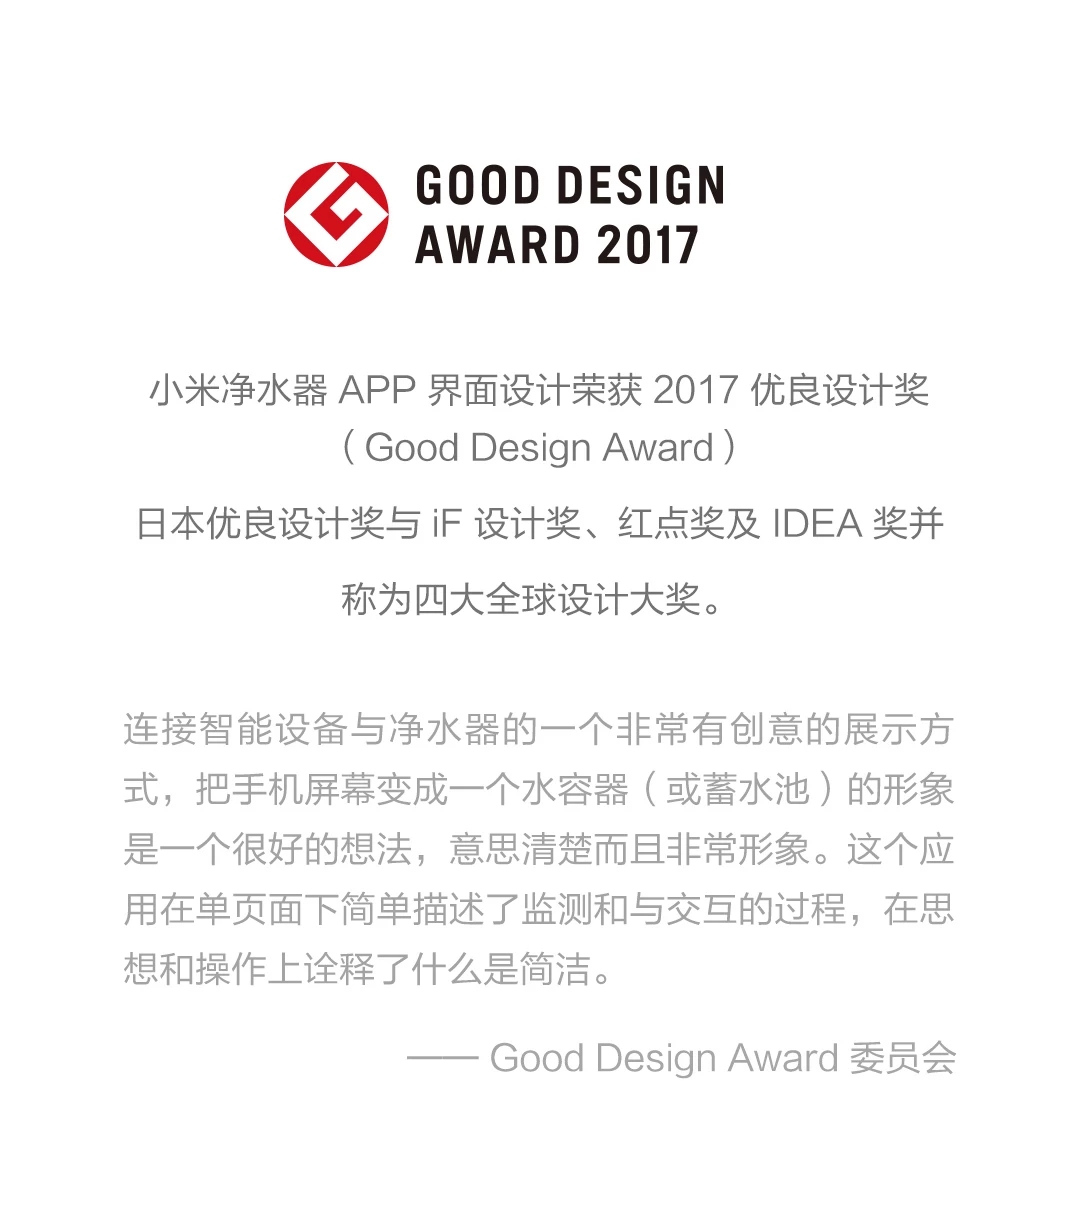 GOOD DESIGN
AWARD 2017
小米净水器 APP 界面设计荣获 2017 优良设计奖
（Good Design Award）
日本优良设计奖与 iF 设计奖、红点奖及 IDEA 奖并
称为四大全球设计大奖。
连接智能设备与净水器的一个非常有创意的展示方
式，把手机屏幕变成一个水容器（或蓄水池）的形象
是一个很好的想法，意思清楚而且非常形象。这个应
用在单页面下简单描述了监测和与交互的过程，在思
想和操作上诠释了什么是简洁。
—— Good Design Award 委员会